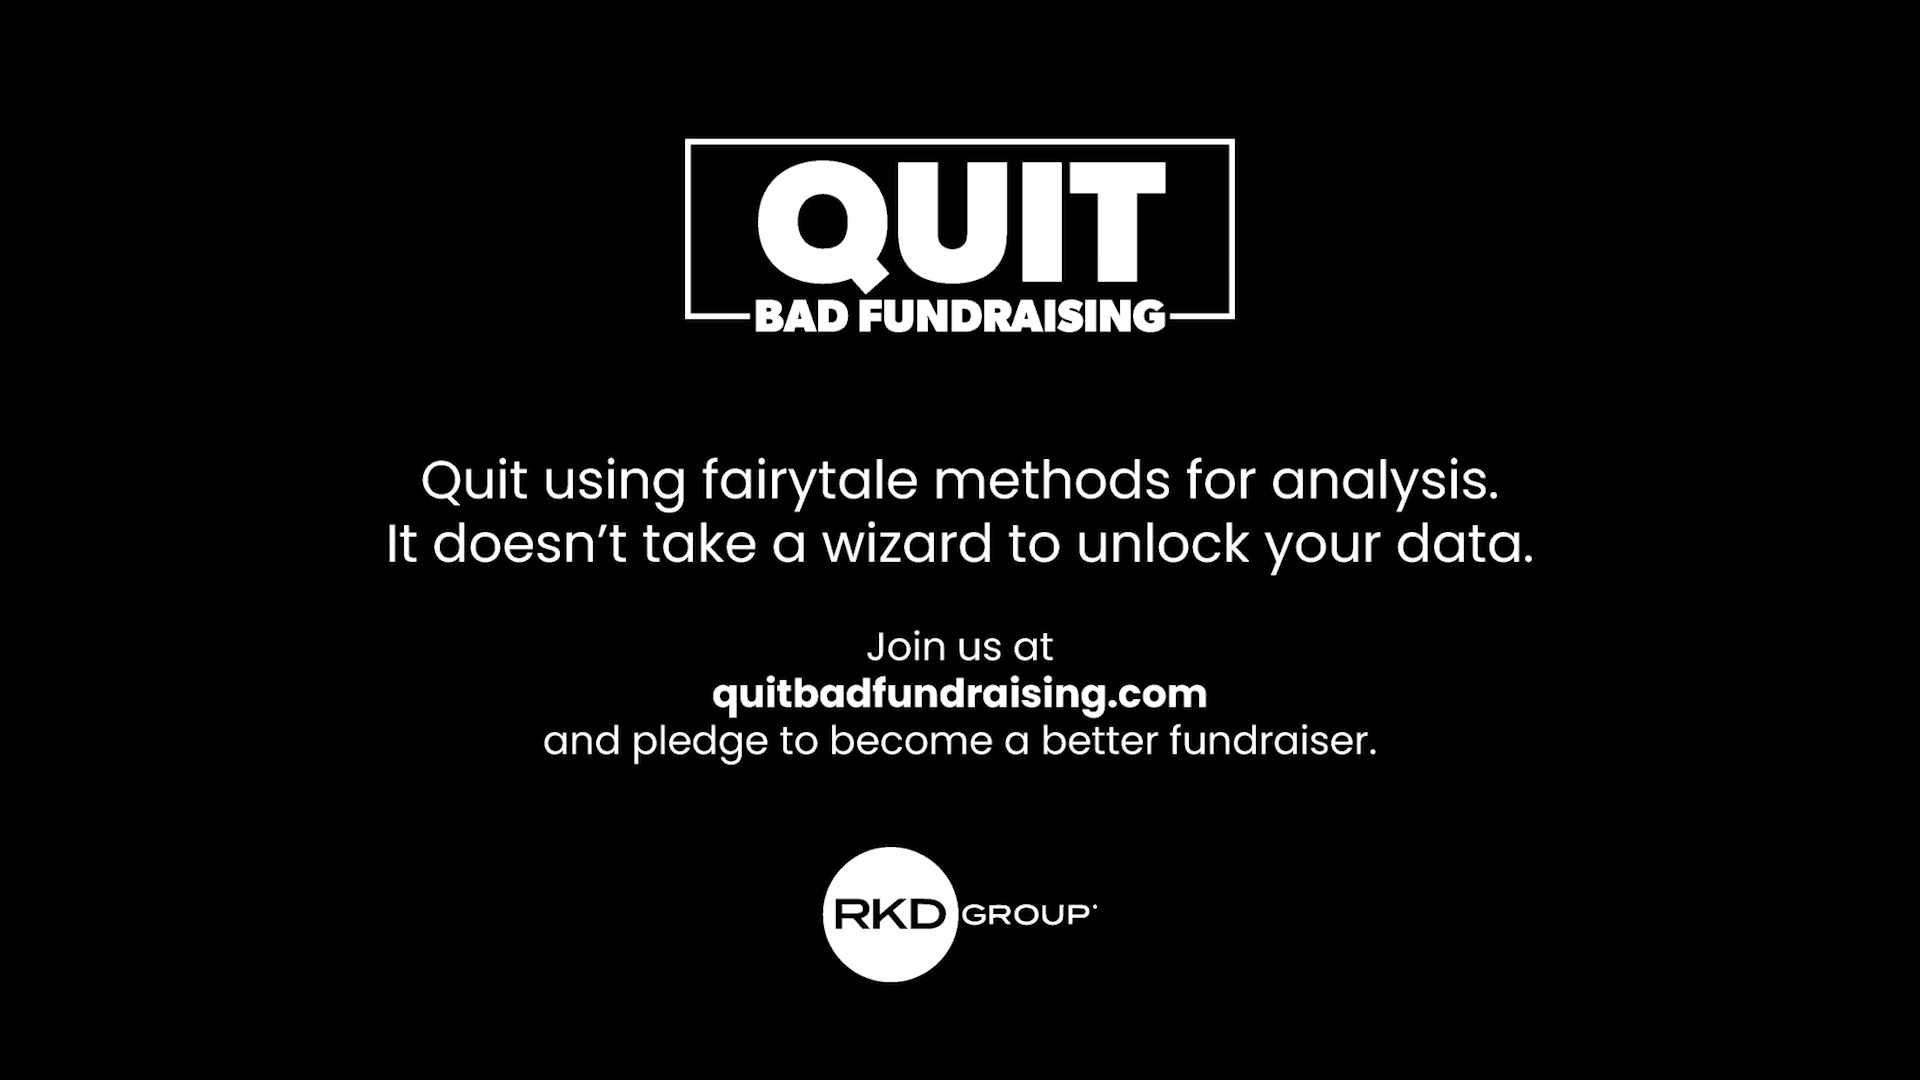 QUIT
BAD FUNDRAISING
Quit using fairytale methods for analysis.
It doesn’t take a wizard to unlock your data.
Join us at
quitbadfundraising.com
and pledge to become a better fundraiser.
RKD GROUP